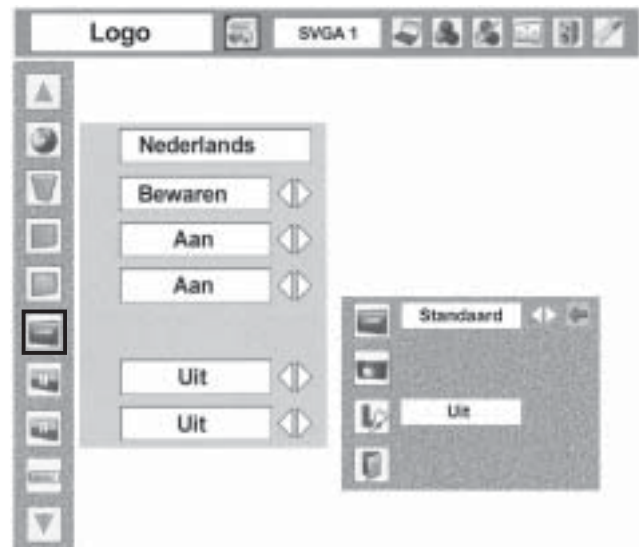 Logo SVGA 1
Nederlands
Bewaren
Aan
Aan
Standaard
Uit
Uit
Uit